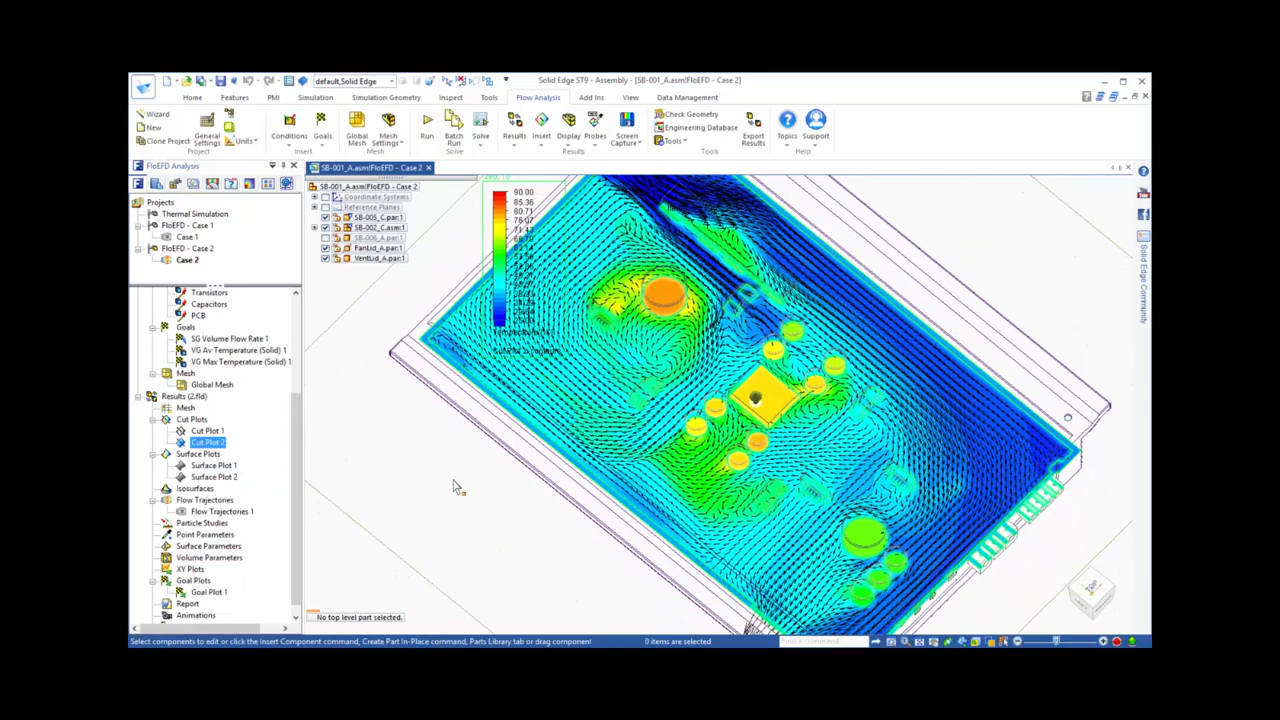 default,Solid Edge
Solid Edge ST9 - Assembly - [SB-001_A.asm!FloEFD - Case 2]
Home Features PMI Simulation Simulation Geometry Inspect Tools Flow Analysis Add Ins View Data Management
Wizard
New
Clone Project
General Settings
Units
Project
Conditions
Goals
Insert
Global Mesh
Mesh Settings
Mesh
Run
Batch Run
Solve
Solve
Results
Insert
Display
Probes
Screen Capture
Results
Check Geometry
Engineering Database
Tools
Export Results
Tools
Topics
Support
Help
FloEFD Analysis
SB-001_A.asm!FloEFD - Case 2
Projects
Thermal Simulation
FloEFD - Case 1
Case 1
FloEFD - Case 2
Case 2
Transistors
Capacitors
PCB
Goals
SG Volume Flow Rate 1
VG Av Temperature (Solid) 1
VG Max Temperature (Solid) 1
Mesh
Global Mesh
Results (2.fld)
Mesh
Cut Plots
Cut Plot 1
Cut Plot 2
Surface Plots
Surface Plot 1
Surface Plot 2
Isosurfaces
Flow Trajectories
Flow Trajectories 1
Particle Studies
Point Parameters
Surface Parameters
Volume Parameters
XY Plots
Goal Plots
Goal Plot 1
Report
Animations
SB-001_A.asm!FloEFD - Case 2
Coordinate Systems
Reference Planes
SB-005_C.par:1
SB-002_C.asm:1
SB-006_A.par:1
FanLid_A.par:1
VentLid_A.par:1
90.00
85.36
80.71
76.07
71.43
TOP
Solid Edge Community
No top level part selected.
Select components to edit or click the Insert Component command, Create Part In-Place command, Parts Library tab or drag component
0 items are selected
Find a command